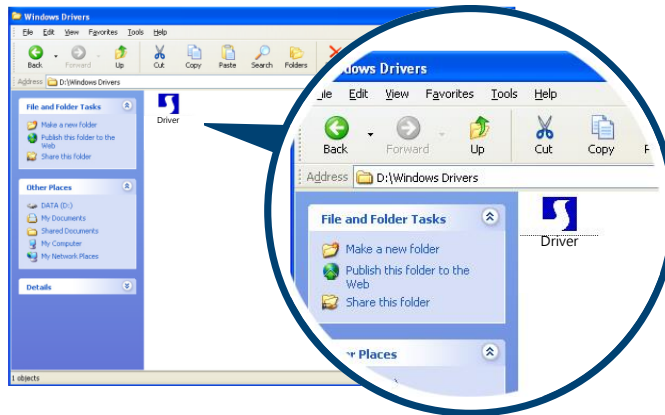 Windows Drivers
File Edit View Favorites Tools Help
Back Forward Up Cut Copy Paste Search Folders
Address D:\Windows Drivers
File and Folder Tasks
Make a new folder
Publish this folder to the
Web
Share this folder
Other Places
DATA (D:)
My Documents
Shared Documents
My Computer
My Network Places
Details
Driver
1 objects
Drivers
Edit View Favorites Tools Help
Back Forward Up Cut Copy
Address D:\Windows Drivers
File and Folder Tasks
Make a new folder
Publish this folder to the
Web
Share this folder
Places
Driver